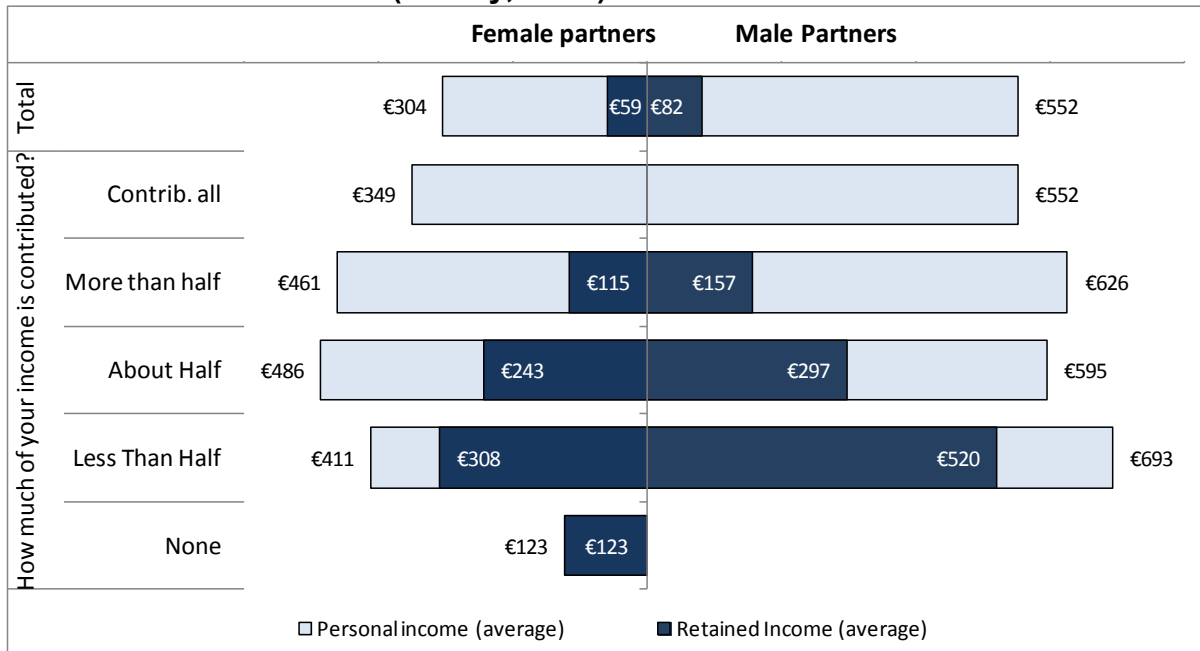 Female partners Male Partners
Total €304 €59 €82 €552
How much of your income is contributed?
Contrib. all €349 €552
More than half €461 €115 €157 €626
About Half €486 €243 €297 €595
Less Than Half €411 €308 €520 €693
None €123 €123
Personal income (average) Retained Income (average)